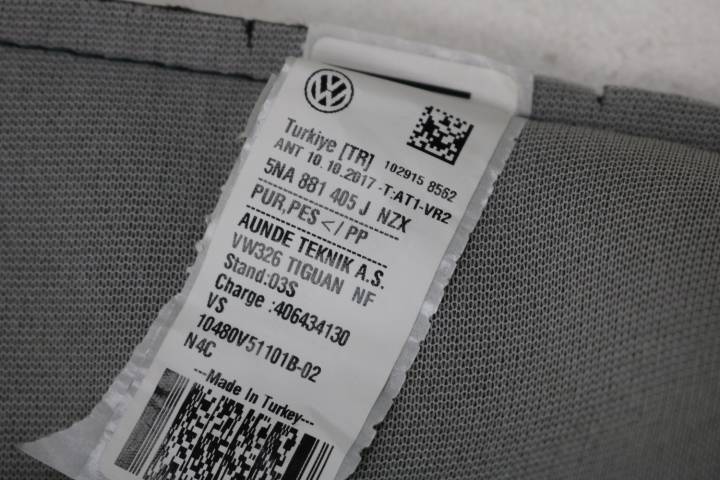 Turkiye [TR] 102915 8562
ANT 10.10.2017 -T:AT1-VR2
5NA 881 405 J NZX
PUR,PES </PP
AUNDE TEKNIK A.S.
VW326 TIGUAN NF
Stand:03S
Charge :406434130
VS
10480V51101B-02
N4C
---Made In Turkey---